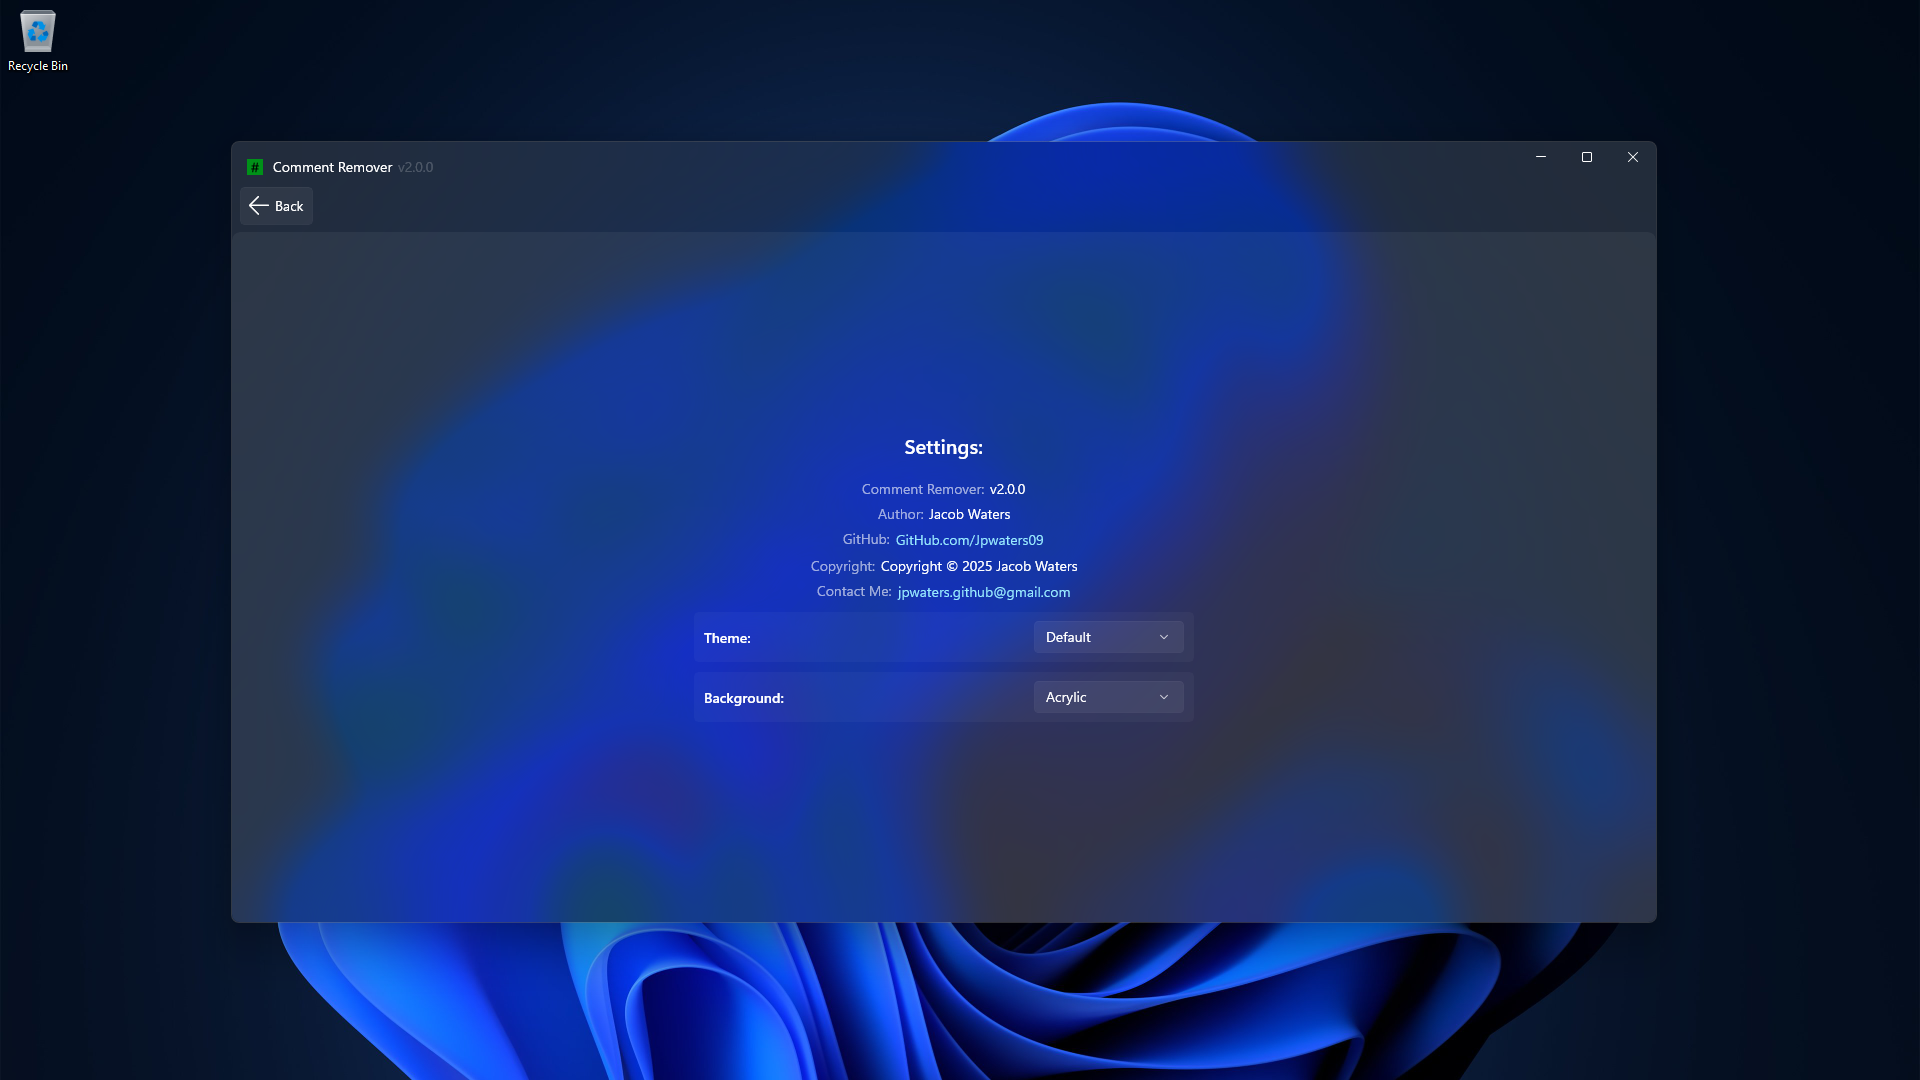 Recycle Bin
# Comment Remover v2.0.0
Back
Settings:
Comment Remover: v2.0.0
Author: Jacob Waters
GitHub: GitHub.com/Jpwaters09
Copyright: Copyright © 2025 Jacob Waters
Contact Me: jpwaters.github@gmail.com
Theme: Default
Background: Acrylic